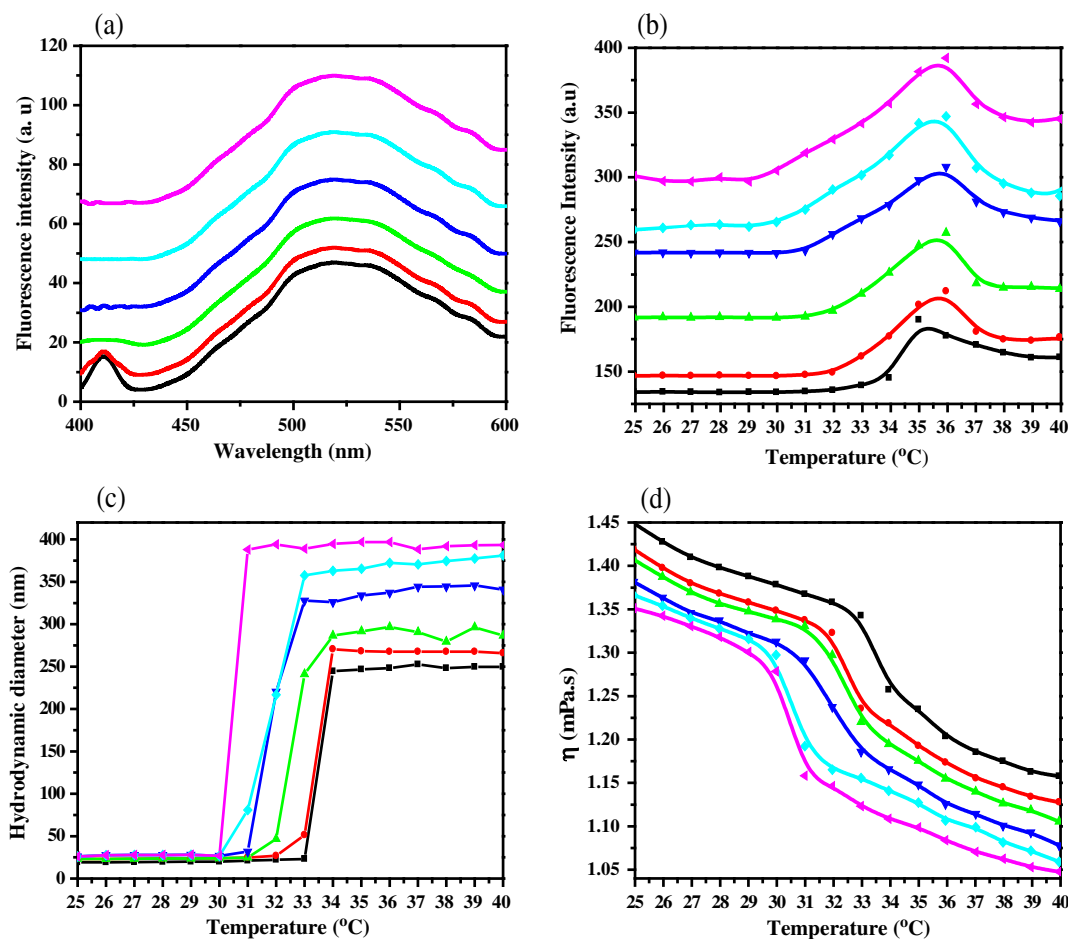 (a)
120
100
80
60
40
20
0
400 450 500 550 600
Wavelength (nm)
Fluorescence intensity (a. u)
(b)
400
350
300
250
200
150
25 26 27 28 29 30 31 32 33 34 35 36 37 38 39 40
Temperature (°C)
Fluorescence Intensity (a.u)
(c)
400
350
300
250
200
150
100
50
0
25 26 27 28 29 30 31 32 33 34 35 36 37 38 39 40
Temperature (°C)
Hydrodynamic diameter (nm)
(d)
1.45
1.40
1.35
1.30
1.25
1.20
1.15
1.10
1.05
25 26 27 28 29 30 31 32 33 34 35 36 37 38 39 40
Temperature (°C)
η (mPa.s)